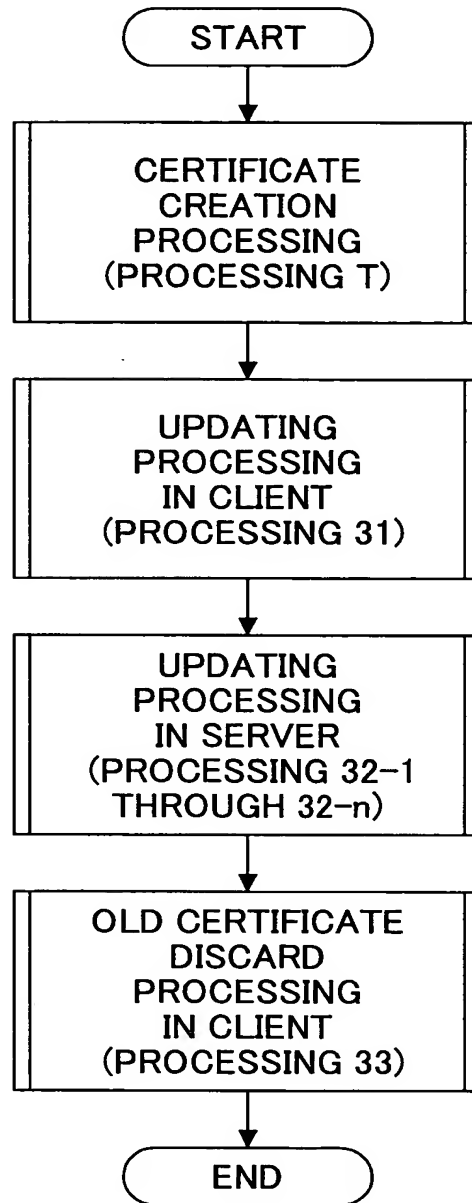 START
CERTIFICATE
CREATION
PROCESSING
(PROCESSING T)
UPDATING
PROCESSING
IN CLIENT
(PROCESSING 31)
UPDATING
PROCESSING
IN SERVER
(PROCESSING 32-1
THROUGH 32-n)
OLD CERTIFICATE
DISCARD
PROCESSING
IN CLIENT
(PROCESSING 33)
END